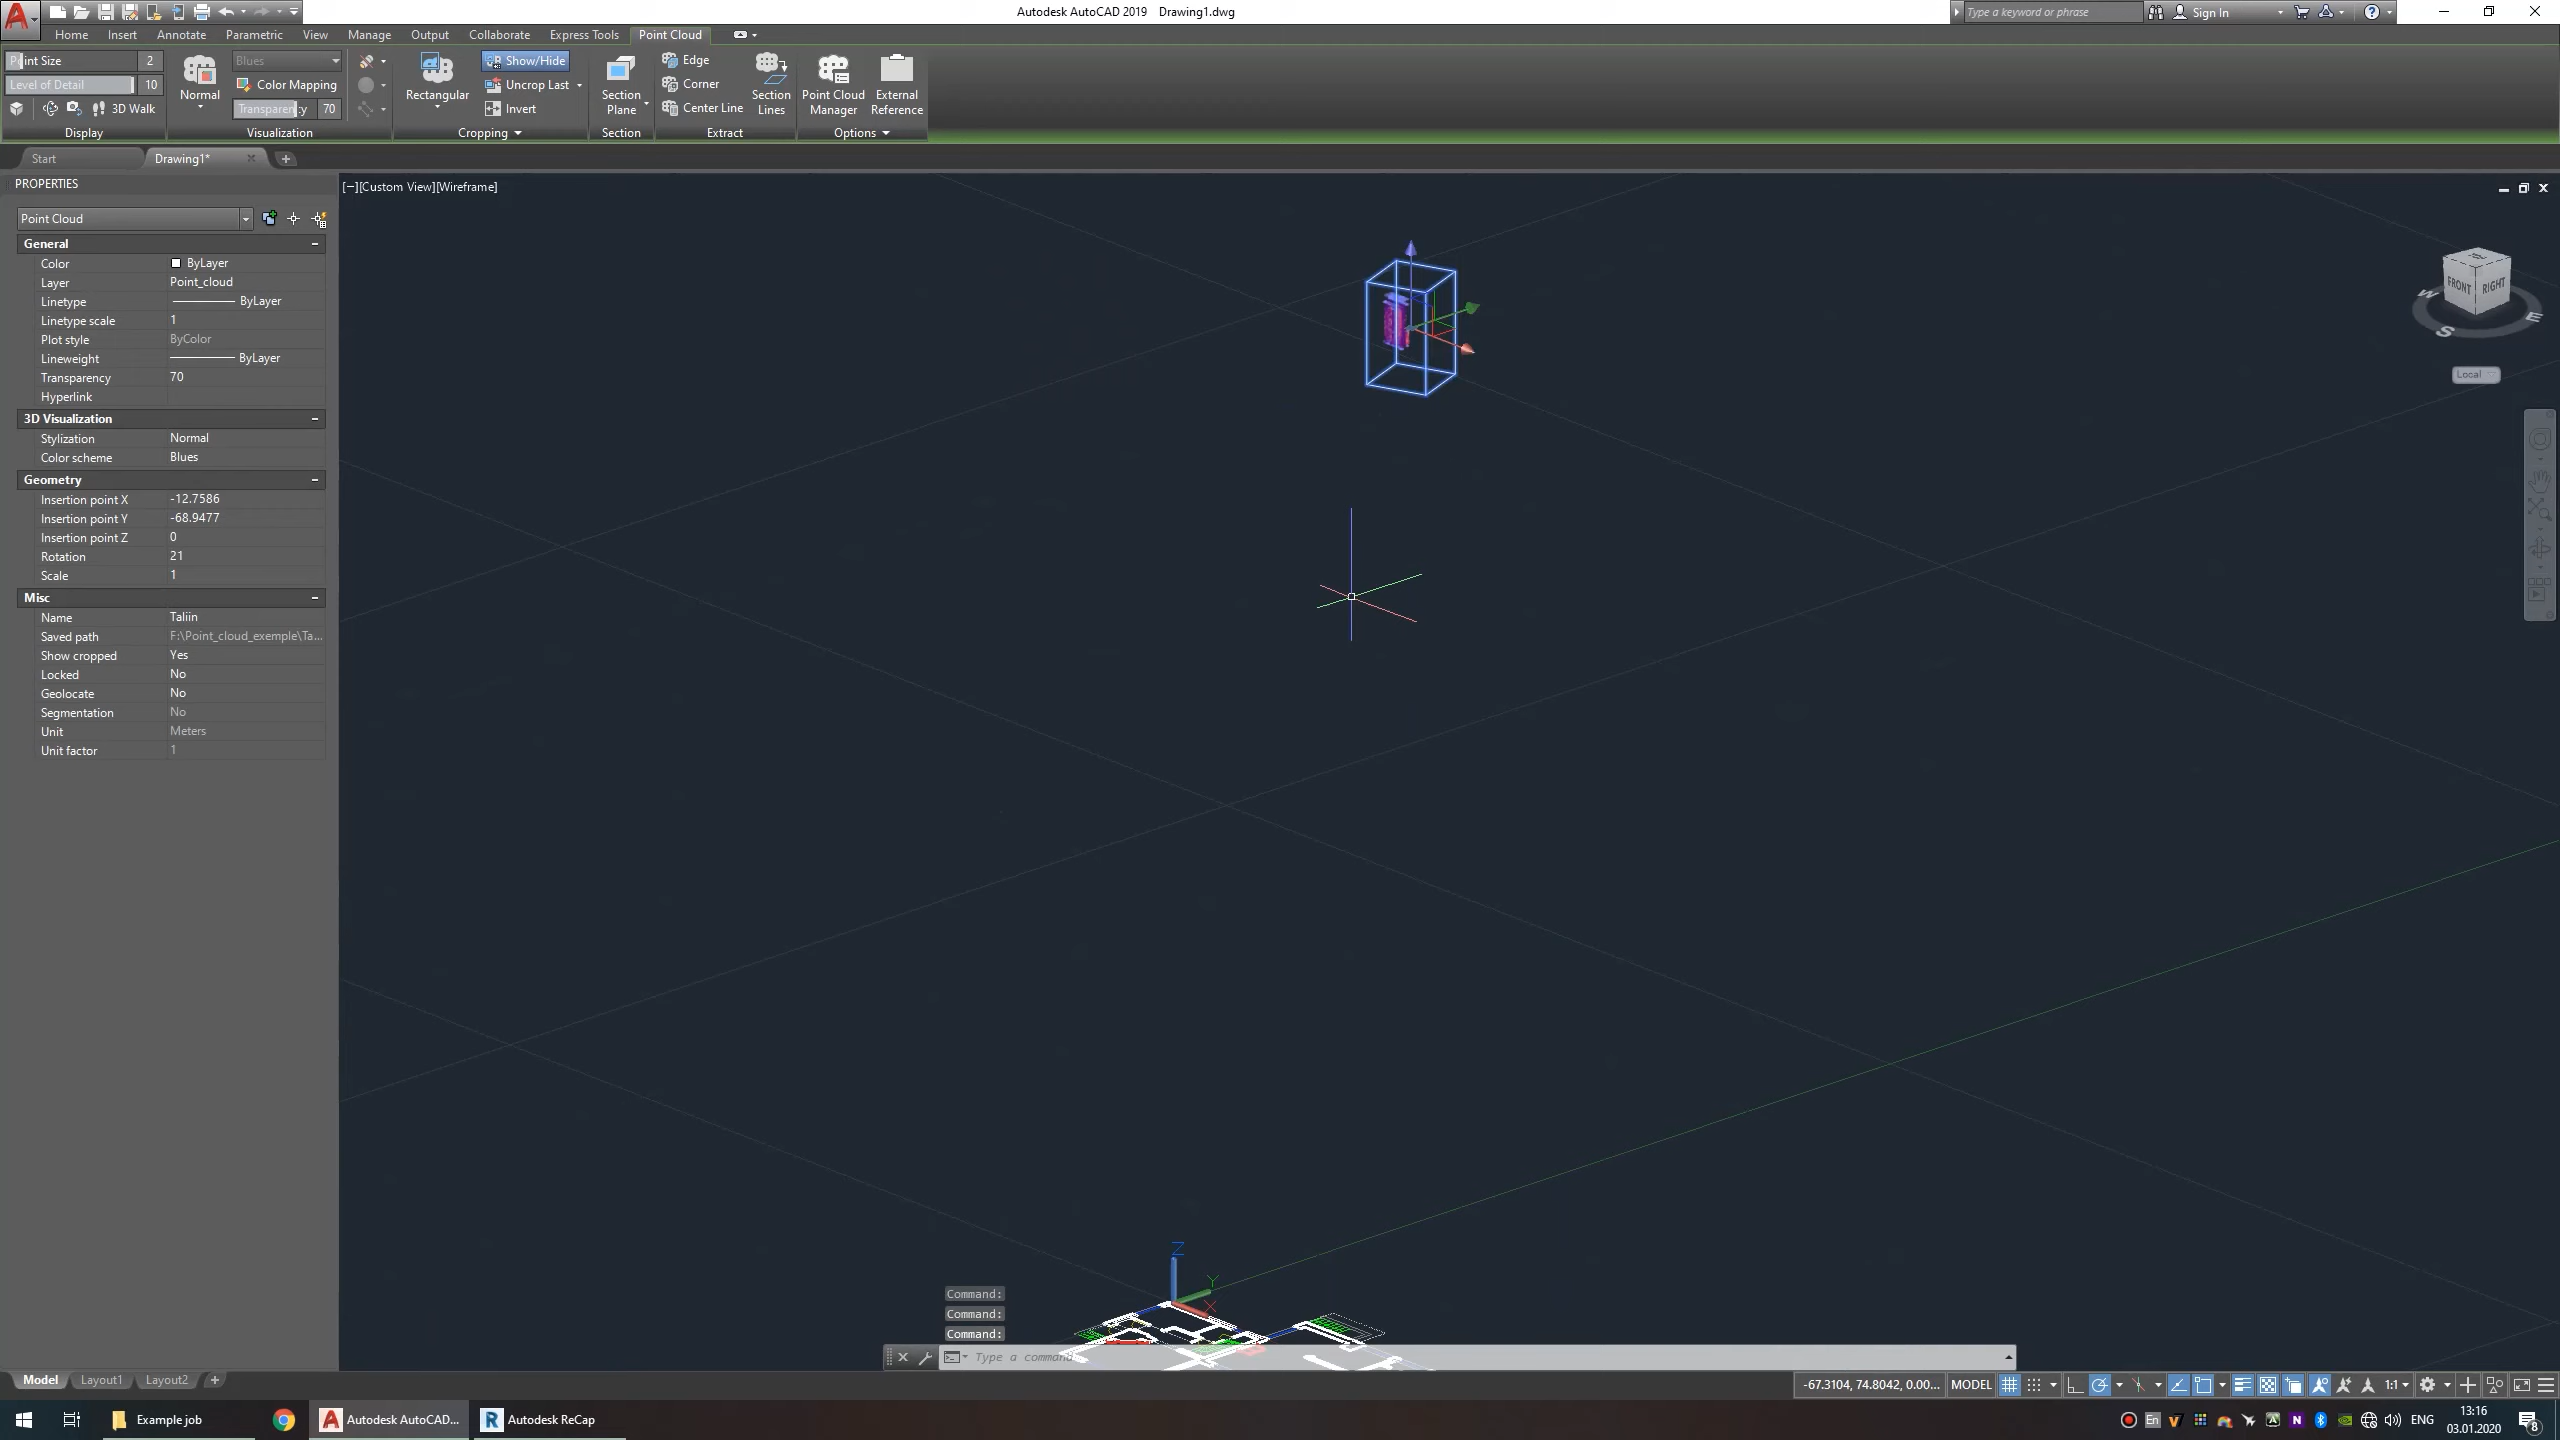 Autodesk AutoCAD 2019 Drawing1.dwg
Type a keyword or phrase
Sign In
Home Insert Annotate Parametric View Manage Output Collaborate Express Tools Point Cloud
Point Size 2
Level of Detail 10
3D Walk
Display
Normal
Blues
Color Mapping
Transparency 70
Visualization
Rectangular
Show/Hide
Uncrop Last
Invert
Cropping
Section
Plane
Section
Edge
Corner
Center Line
Section
Lines
Extract
Point Cloud
Manager
External
Reference
Options
Start Drawing1*
PROPERTIES
Point Cloud
General
Color ByLayer
Layer Point_cloud
Linetype ByLayer
Linetype scale 1
Plot style ByColor
Lineweight ByLayer
Transparency 70
Hyperlink
3D Visualization
Stylization Normal
Color scheme Blues
Geometry
Insertion point X -12.7586
Insertion point Y -68.9477
Insertion point Z 0
Rotation 21
Scale 1
Misc
Name Taliin
Saved path F:\Point_cloud_exemple\Ta...
Show cropped Yes
Locked No
Geolocate No
Segmentation No
Unit Meters
Unit factor 1
[−][Custom View][Wireframe]
TOP
FRONT RIGHT
W S E
Local
Z
Y
X
Command:
Command:
Command:
Type a command
Model Layout1 Layout2
-67.3104, 74.8042, 0.00... MODEL 1:1
Example job
Autodesk AutoCAD...
Autodesk ReCap
En
ENG
13:16
03.01.2020
8